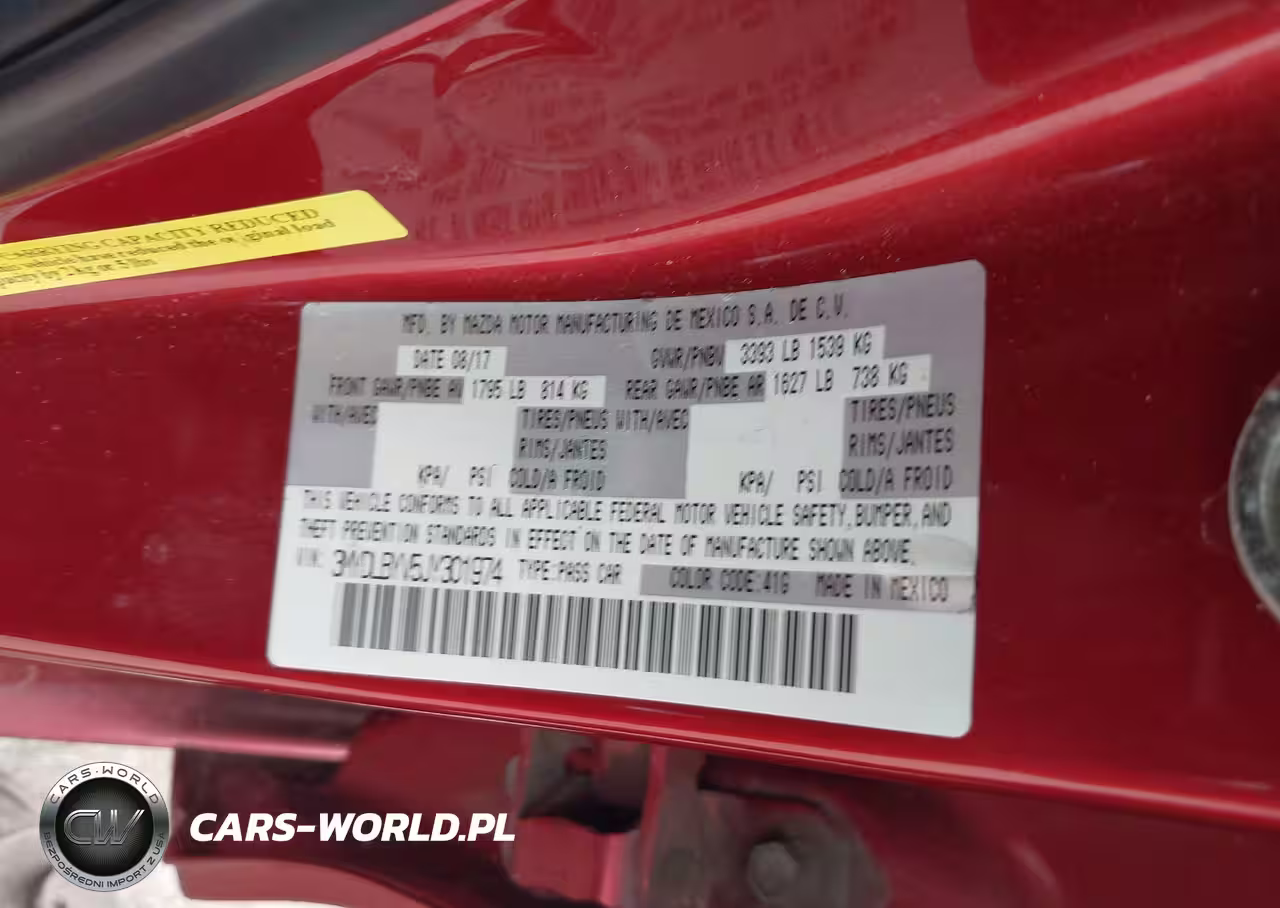 CAPACITY REDUCED
MFD. BY MAZDA MOTOR MANUFACTURING DE MEXICO S.A. DE C.V.
DATE 08/17 GVWR/PNBV 3393 LB 1539 KG
FRONT GAWR/PNBE AV 1795 LB 814 KG REAR GAWR/PNBE AR 1627 LB 738 KG
WITH/AVEC TIRES/PNEUS WITH/AVEC TIRES/PNEUS
RIMS/JANTES RIMS/JANTES
KPA/ PSI COLD/A FROID KPA/ PSI COLD/A FROID
THIS VEHICLE CONFORMS TO ALL APPLICABLE FEDERAL MOTOR VEHICLE SAFETY, BUMPER, AND
THEFT PREVENTION STANDARDS IN EFFECT ON THE DATE OF MANUFACTURE SHOWN ABOVE.
VIN: TYPE:PASS CAR COLOR CODE:41G MADE IN MEXICO
CARS-WORLD
CW
BEZPOŚREDNI IMPORT Z USA
CARS-WORLD.PL